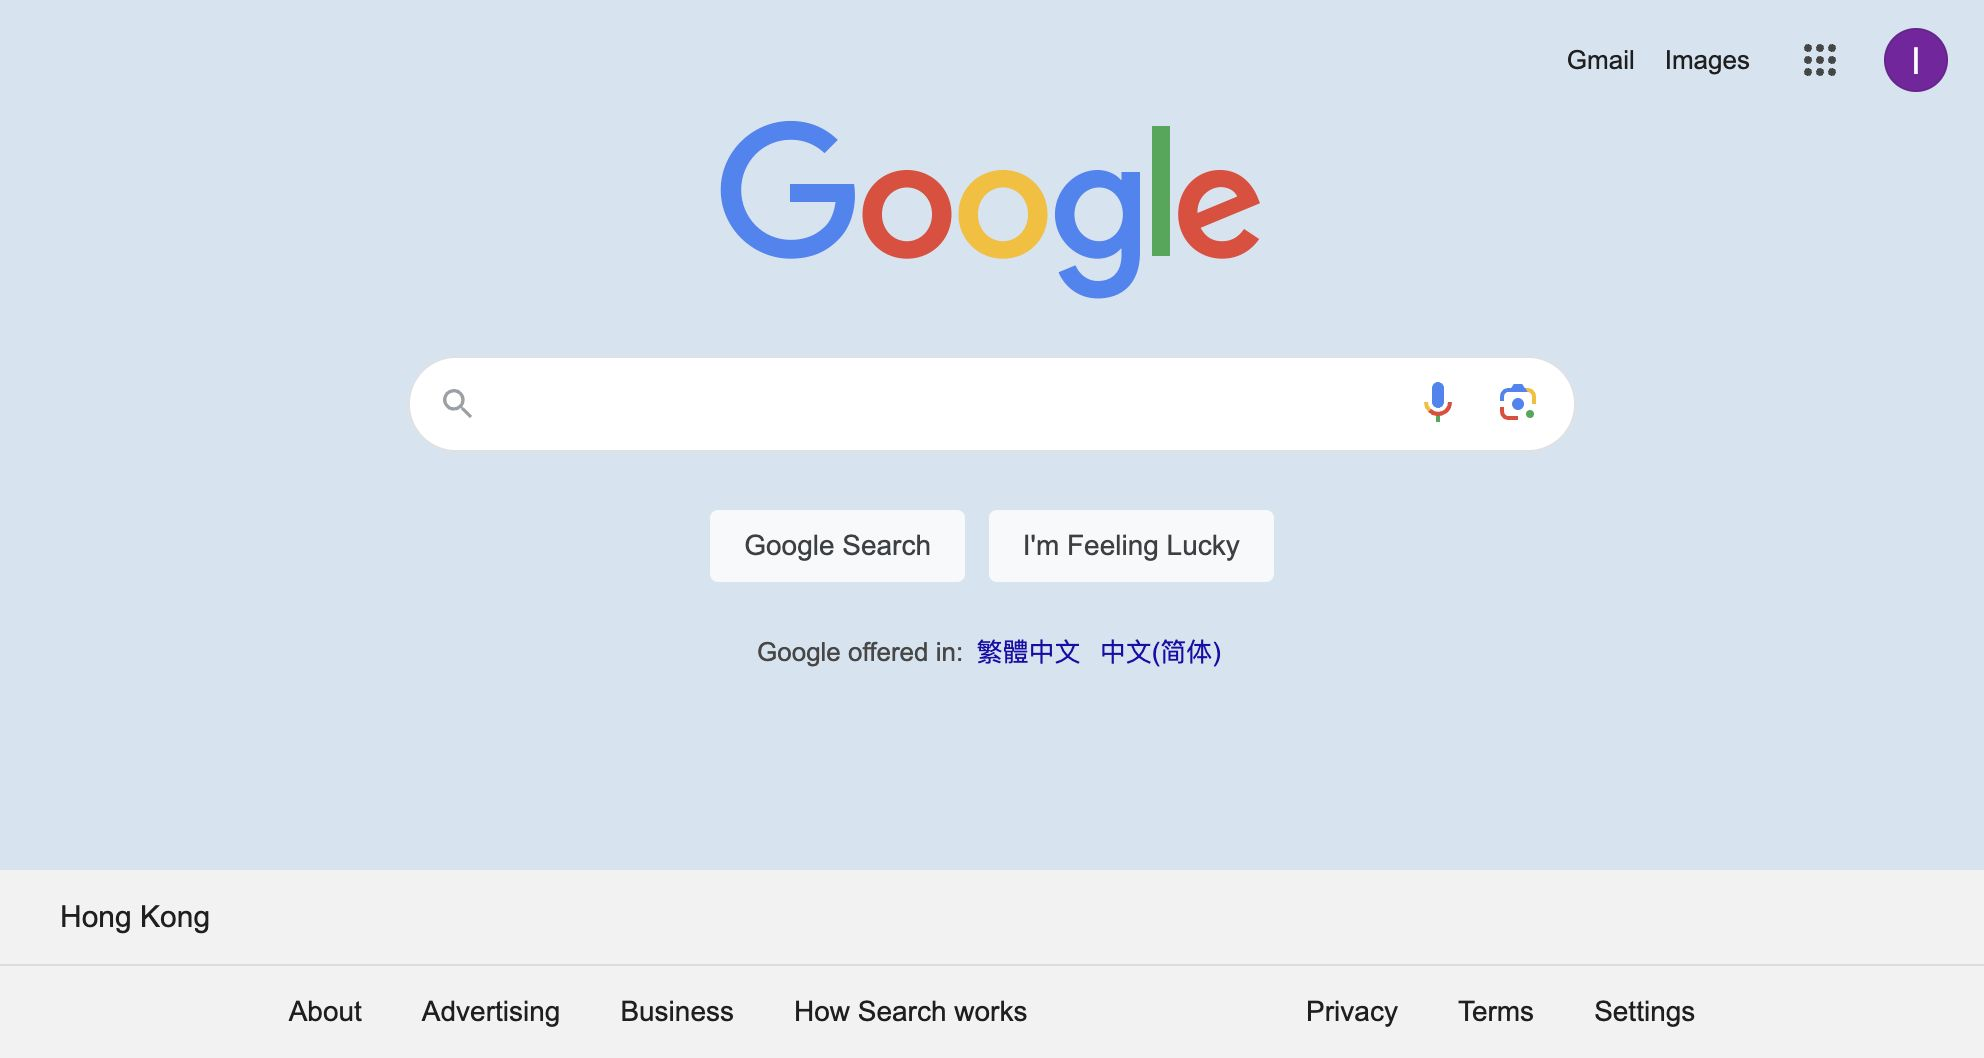 Gmail Images I
Google
Google Search I'm Feeling Lucky
Google offered in: 繁體中文 中文(简体)
Hong Kong
About Advertising Business How Search works Privacy Terms Settings